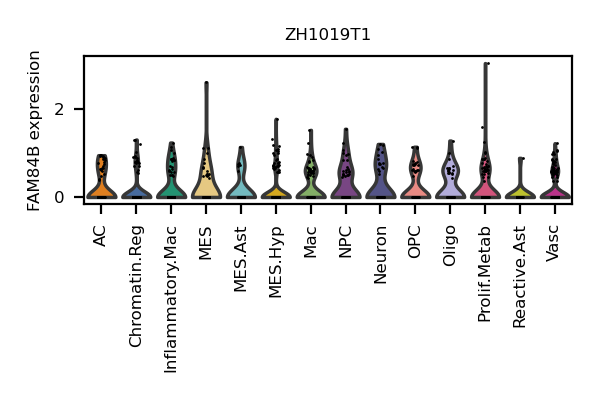 ZH1019T1
FAM84B expression
2
0
AC
Chromatin.Reg
Inflammatory.Mac
MES
MES.Ast
MES.Hyp
Mac
NPC
Neuron
OPC
Oligo
Prolif.Metab
Reactive.Ast
Vasc